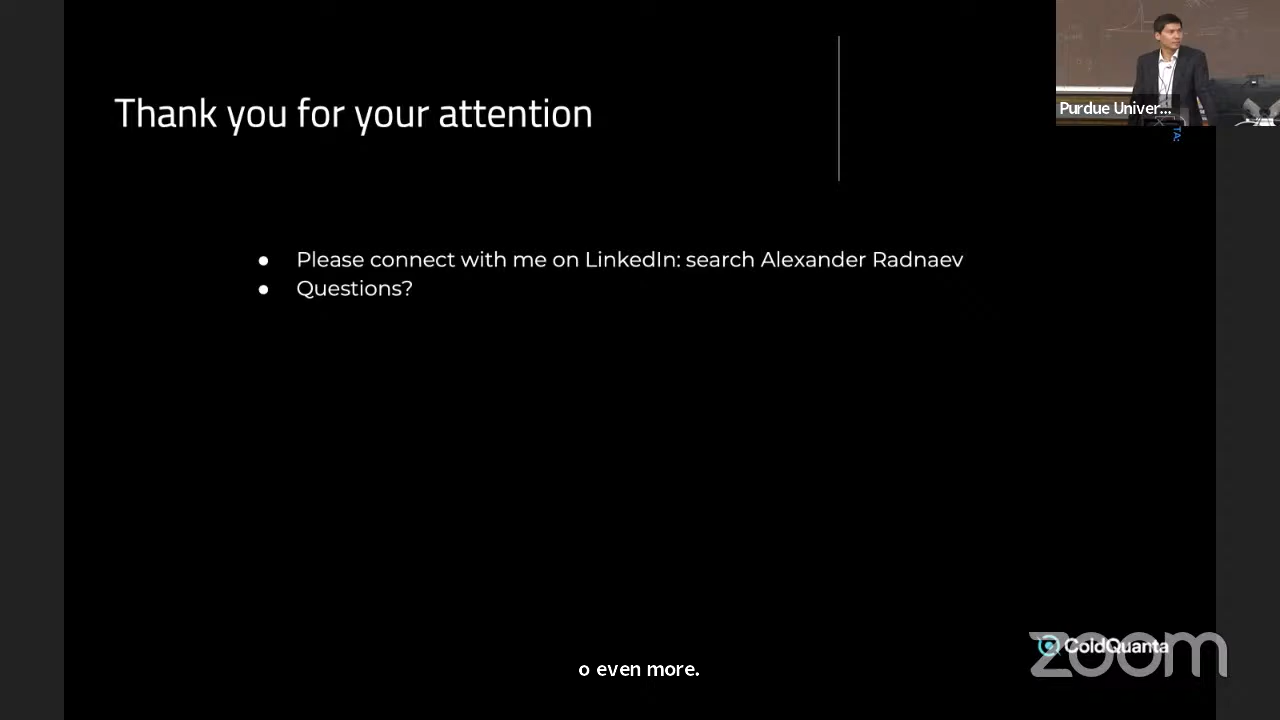 Thank you for your attention
Purdue Univer...
TA:
● Please connect with me on LinkedIn: search Alexander Radnaev
● Questions?
ColdQuanta
zoom
o even more.